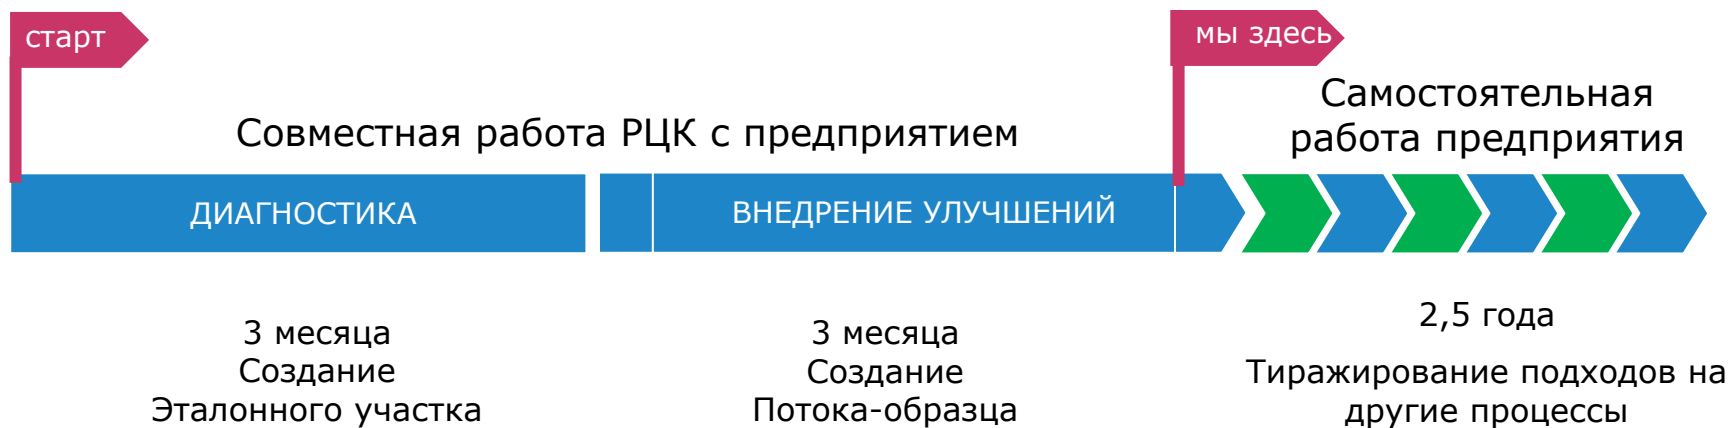 старт
мы здесь
Совместная работа РЦК с предприятием
Самостоятельная
работа предприятия
ДИАГНОСТИКА
ВНЕДРЕНИЕ УЛУЧШЕНИЙ
3 месяца
Создание
Эталонного участка
3 месяца
Создание
Потока-образца
2,5 года
Тиражирование подходов на
другие процессы